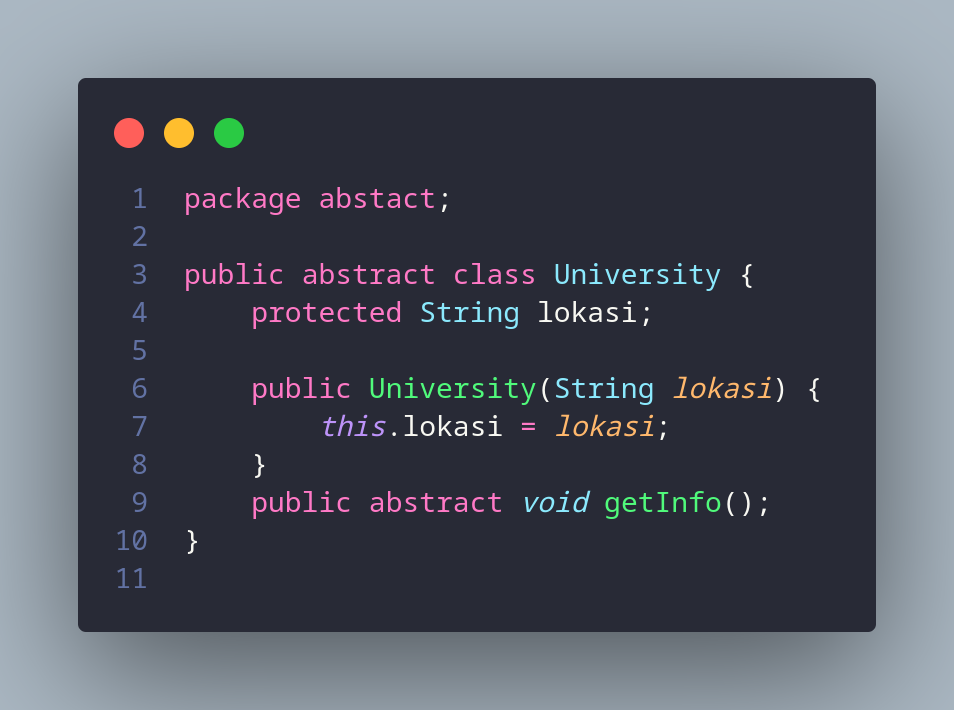 1 package abstact;
2
3 public abstract class University {
4     protected String lokasi;
5
6     public University(String lokasi) {
7         this.lokasi = lokasi;
8     }
9     public abstract void getInfo();
10 }
11